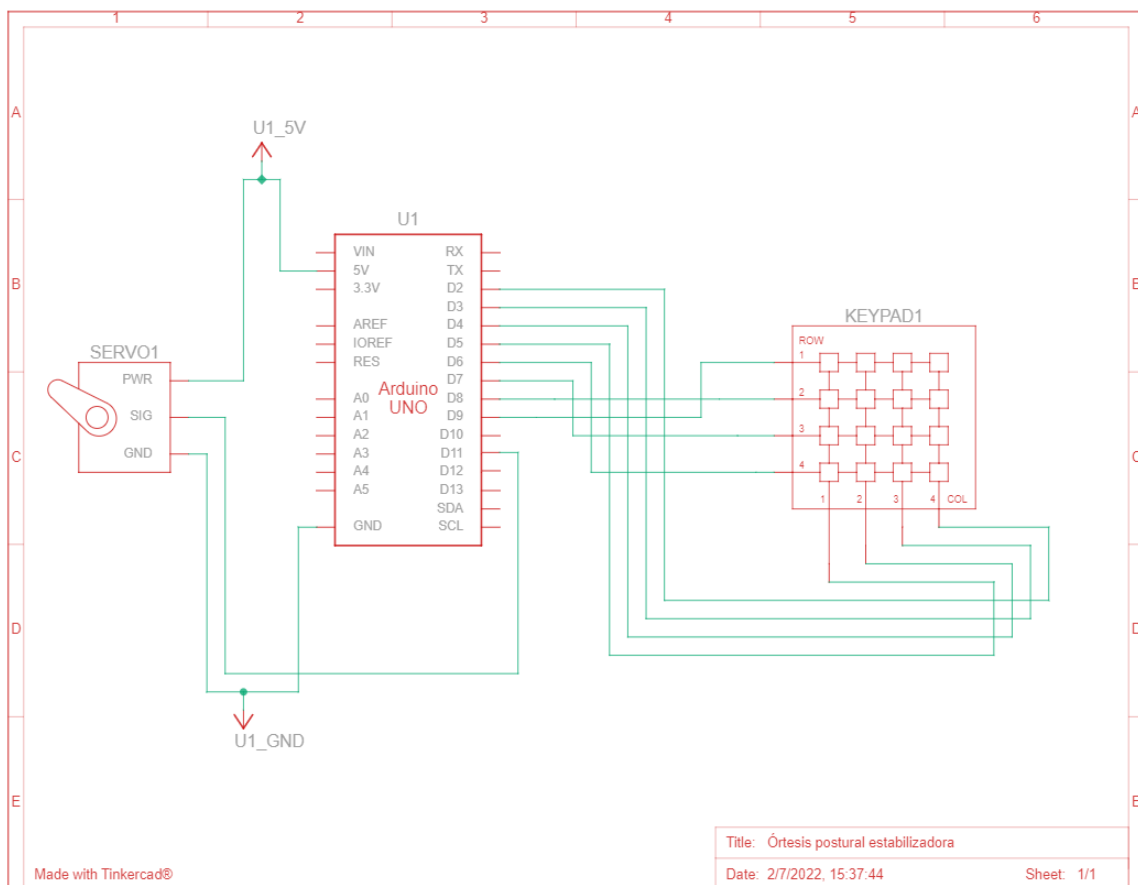 1 2 3 4 5 6
A A
U1_5V
U1
VIN RX
5V TX
B B
3.3V D2
D3
AREF D4
KEYPAD1
IOREF D5
ROW
SERVO1
RES D6
1
PWR
D7
Arduino
UNO
A0 D8
2
SIG
A1 D9
A2 D10
3
GND
A3 D11
C C
A4 D12
4
A5 D13
1 2 3 4 COL
SDA
GND SCL
D D
U1_GND
E E
Title: Órtesis postural estabilizadora
Made with Tinkercad®
Date: 2/7/2022, 15:37:44 Sheet: 1/1